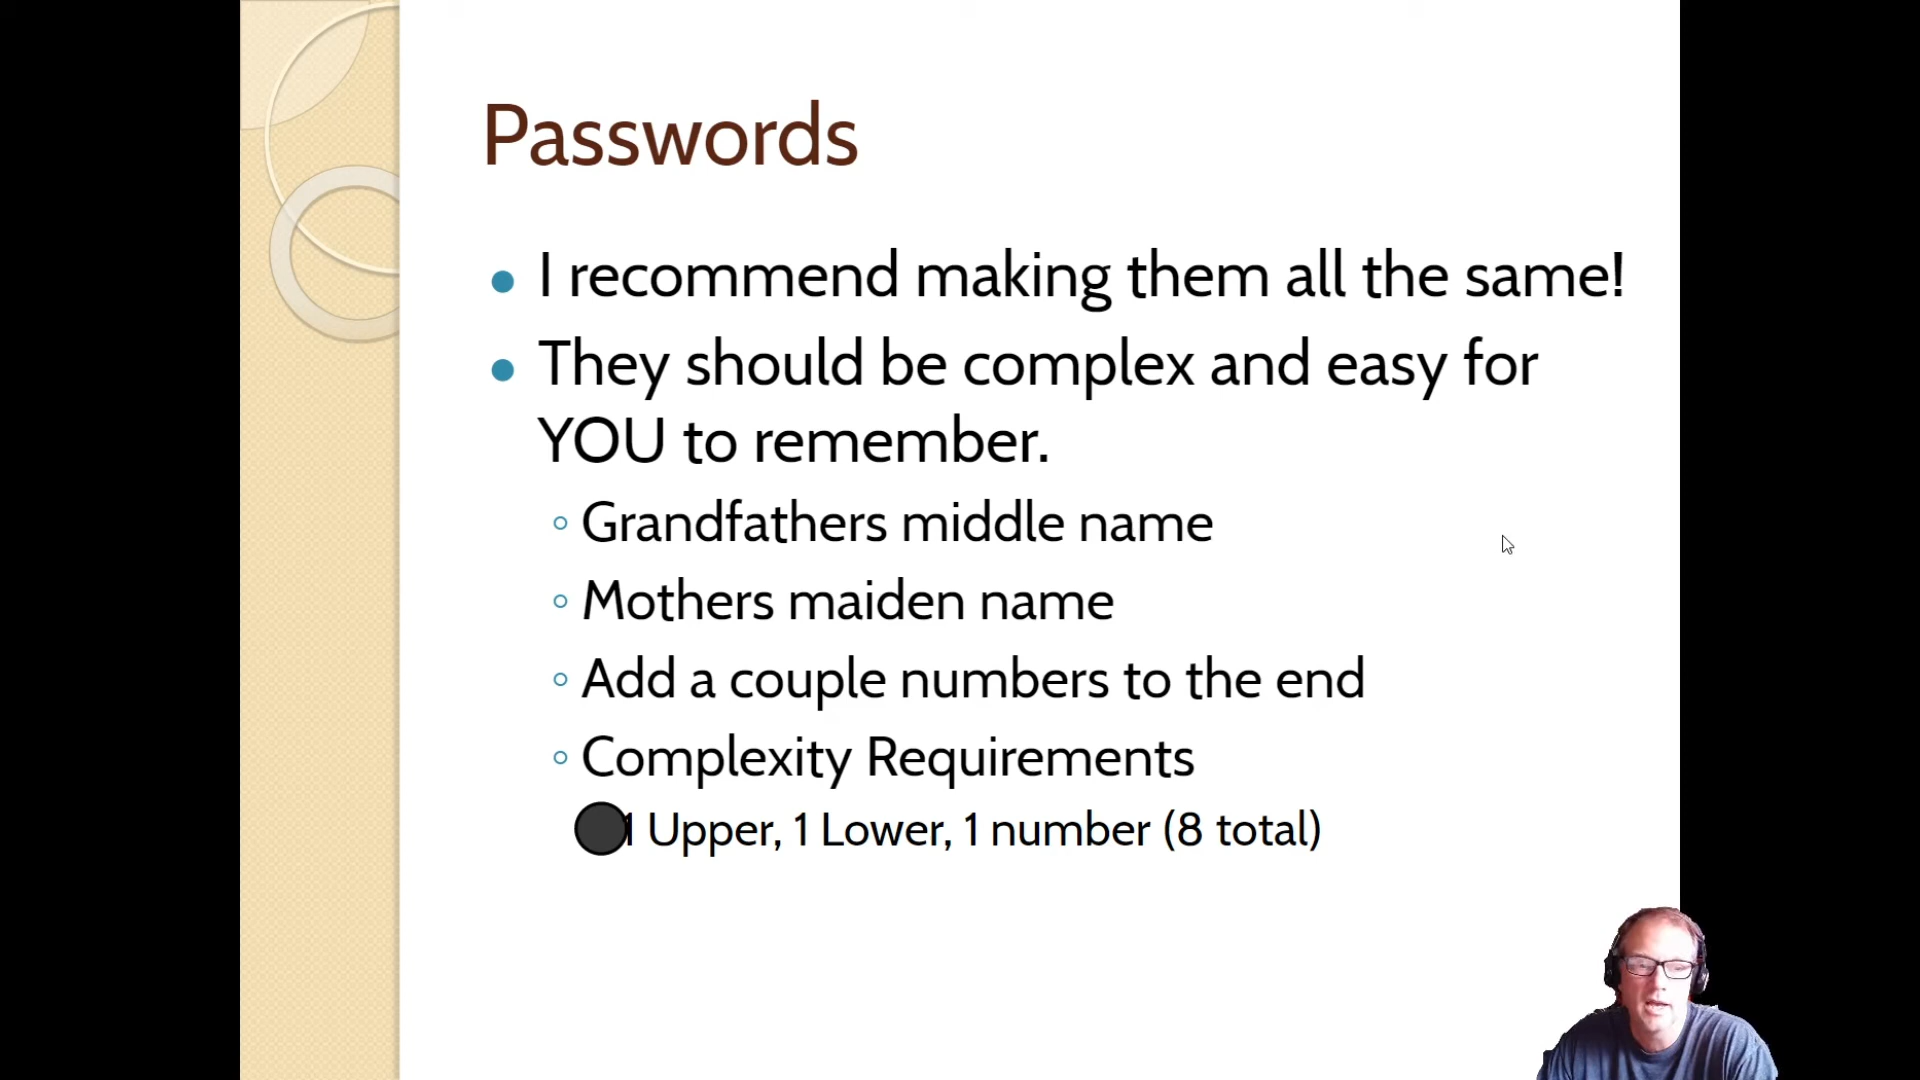 Passwords
I recommend making them all the same!
They should be complex and easy for
YOU to remember.
Grandfathers middle name
Mothers maiden name
Add a couple numbers to the end
Complexity Requirements
1 Upper, 1 Lower, 1 number (8 total)